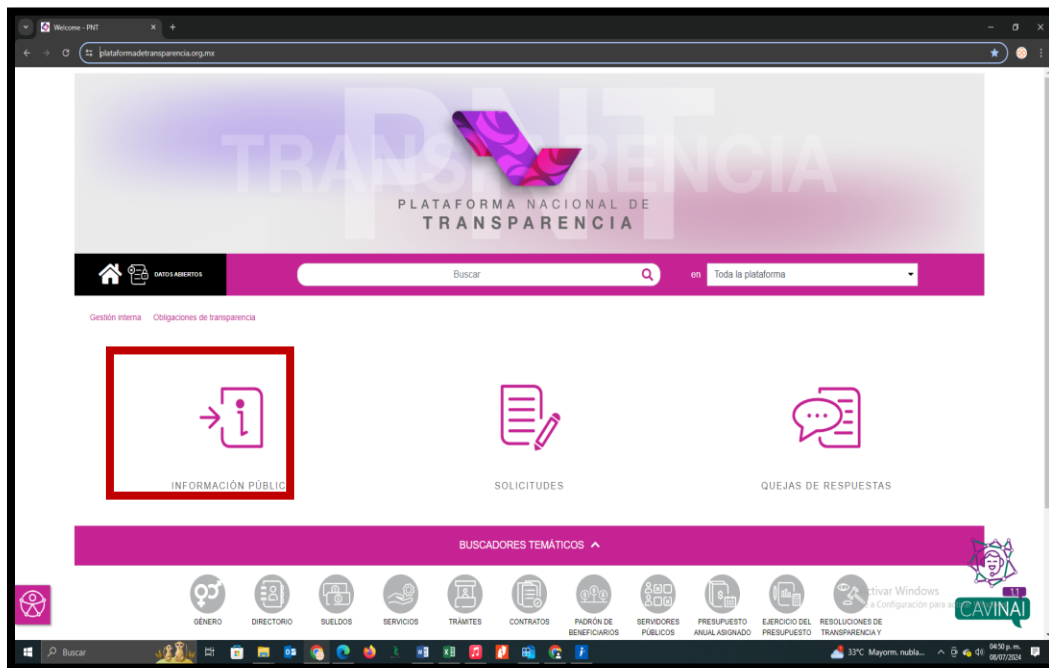 Welcome - PNT
plataformadetransparencia.org.mx
PNT
TRANSPARENCIA
PLATAFORMA NACIONAL DE
TRANSPARENCIA
DATOS ABIERTOS
Buscar
en
Toda la plataforma
Gestión interna
Obligaciones de transparencia
INFORMACIÓN PÚBLIC
SOLICITUDES
QUEJAS DE RESPUESTAS
BUSCADORES TEMÁTICOS
GÉNERO
DIRECTORIO
SUELDOS
SERVICIOS
TRÁMITES
CONTRATOS
PADRÓN DE
BENEFICIARIOS
SERVIDORES
PÚBLICOS
PRESUPUESTO
ANUAL ASIGNADO
EJERCICIO DEL
PRESUPUESTO
RESOLUCIONES DE
TRANSPARENCIA Y
ctivar Windows
a Configuración para a
1.1
CAVINAI
Buscar
33°C Mayorm. nubla...
04:50 p. m.
08/07/2024